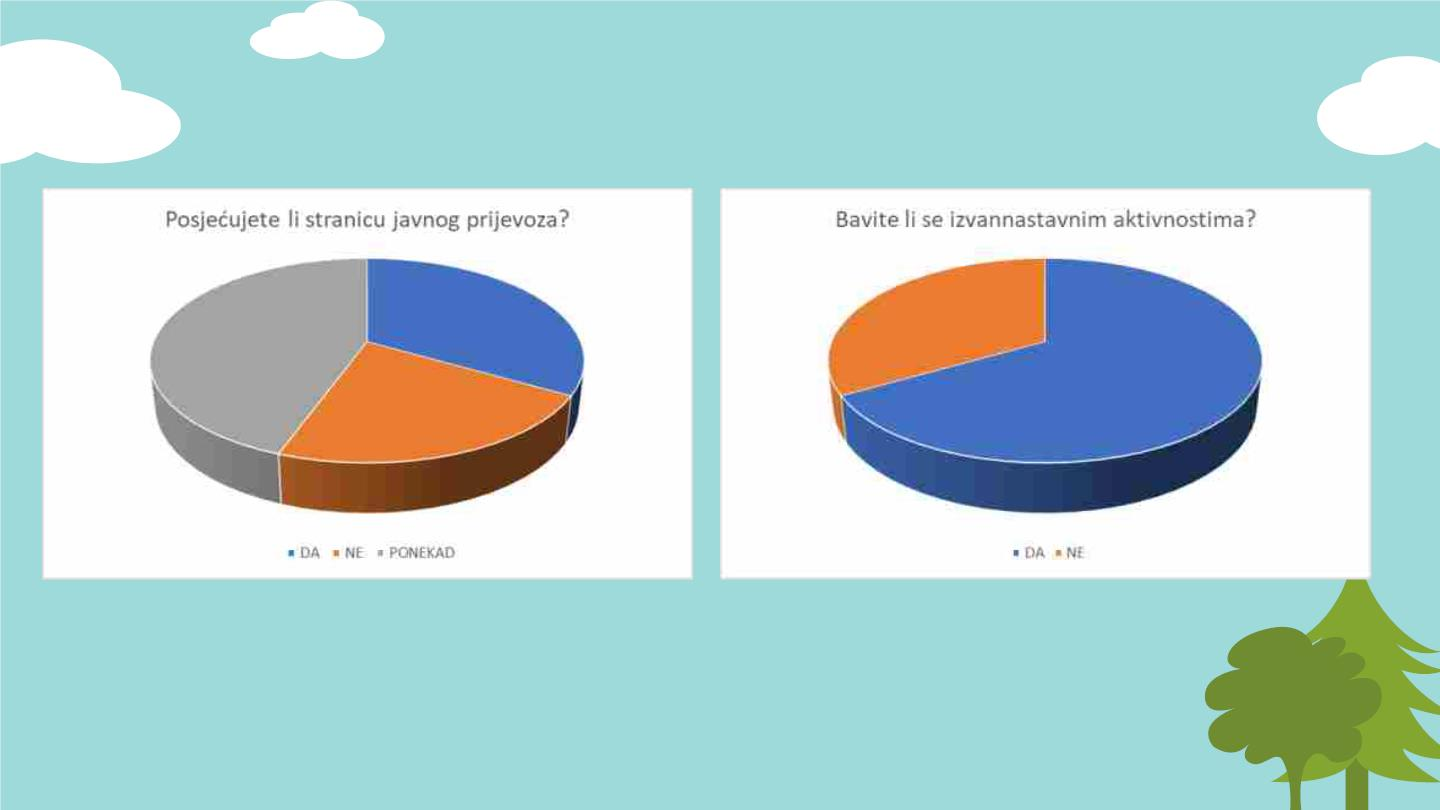 Posjećujete li stranicu javnog prijevoza?
DA NE PONEKAD
Bavite li se izvannastavnim aktivnostima?
DA NE